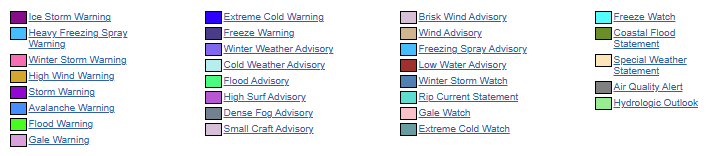 Ice Storm Warning
Heavy Freezing Spray
Warning
Winter Storm Warning
High Wind Warning
Storm Warning
Avalanche Warning
Flood Warning
Gale Warning
Extreme Cold Warning
Freeze Warning
Winter Weather Advisory
Cold Weather Advisory
Flood Advisory
High Surf Advisory
Dense Fog Advisory
Small Craft Advisory
Brisk Wind Advisory
Wind Advisory
Freezing Spray Advisory
Low Water Advisory
Winter Storm Watch
Rip Current Statement
Gale Watch
Extreme Cold Watch
Freeze Watch
Coastal Flood
Statement
Special Weather
Statement
Air Quality Alert
Hydrologic Outlook